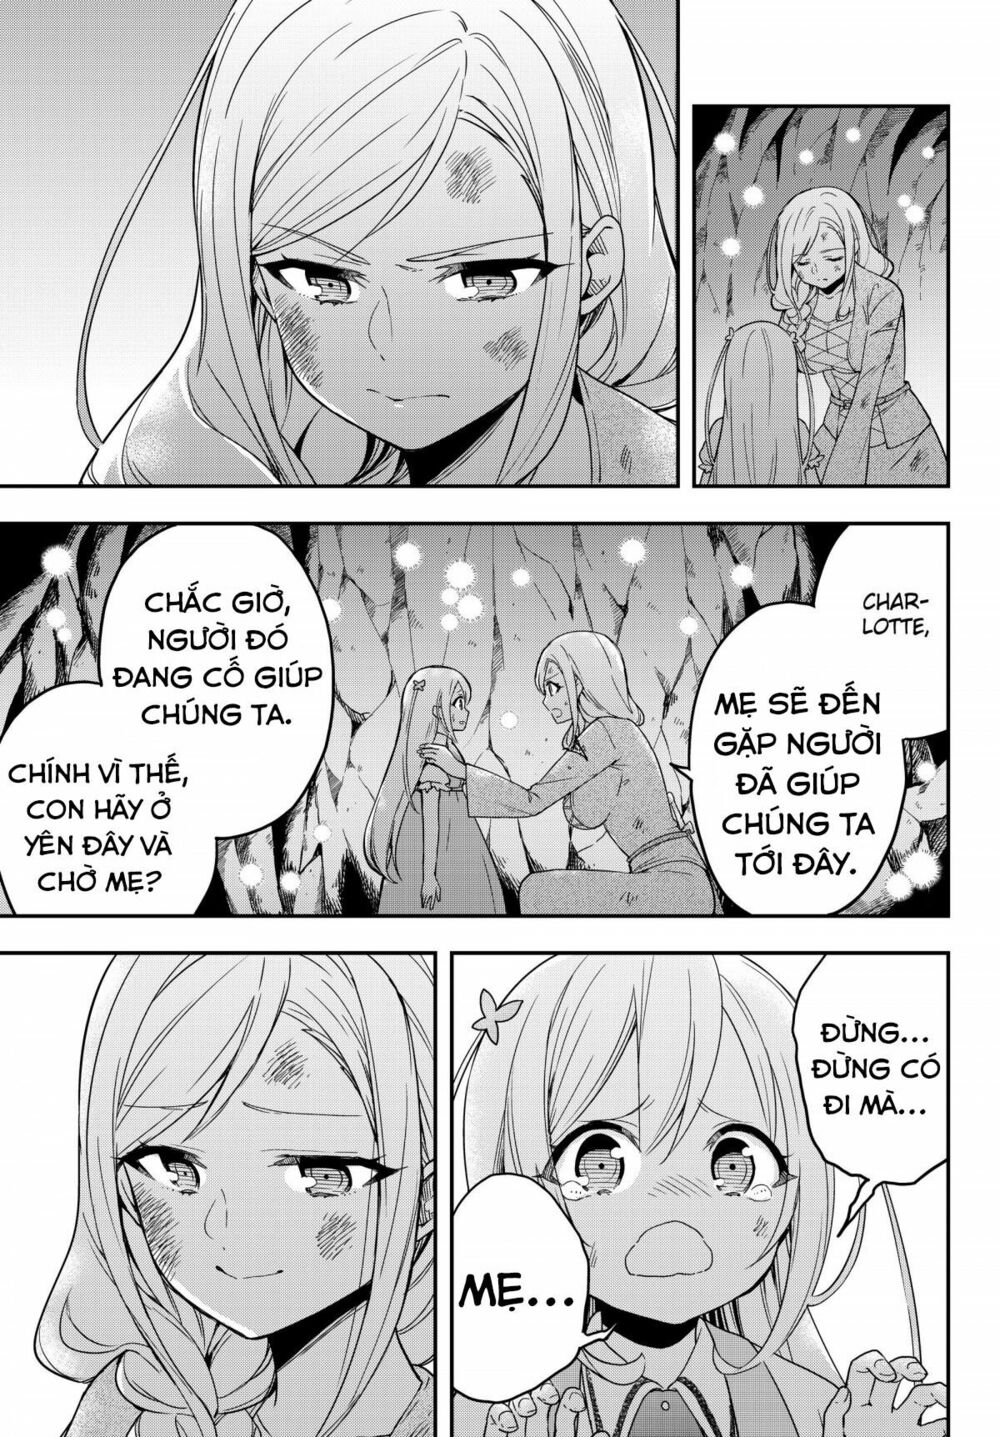 CHAR-
LOTTE,
MẸ SẼ ĐẾN
GẶP NGƯỜI
ĐÃ GIÚP
CHÚNG TA
TỚI ĐÂY.
CHẮC GIỜ,
NGƯỜI ĐÓ
ĐANG CỐ GIÚP
CHÚNG TA.
CHÍNH VÌ THẾ,
CON HÃY Ở
YÊN ĐÂY VÀ
CHỜ MẸ?
ĐỪNG...
ĐỪNG CÓ
ĐI MÀ...
MẸ...